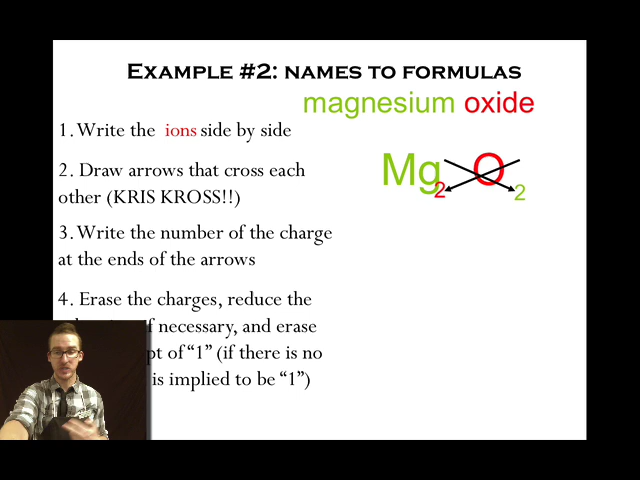 EXAMPLE #2: NAMES TO FORMULAS
magnesium oxide
1. Write the ions side by side
Mg2 O2
2. Draw arrows that cross each
other (KRIS KROSS!!)
3. Write the number of the charge
at the ends of the arrows
4. Erase the charges, reduce the
if necessary, and erase
of “1” (if there is no
is implied to be “1”)